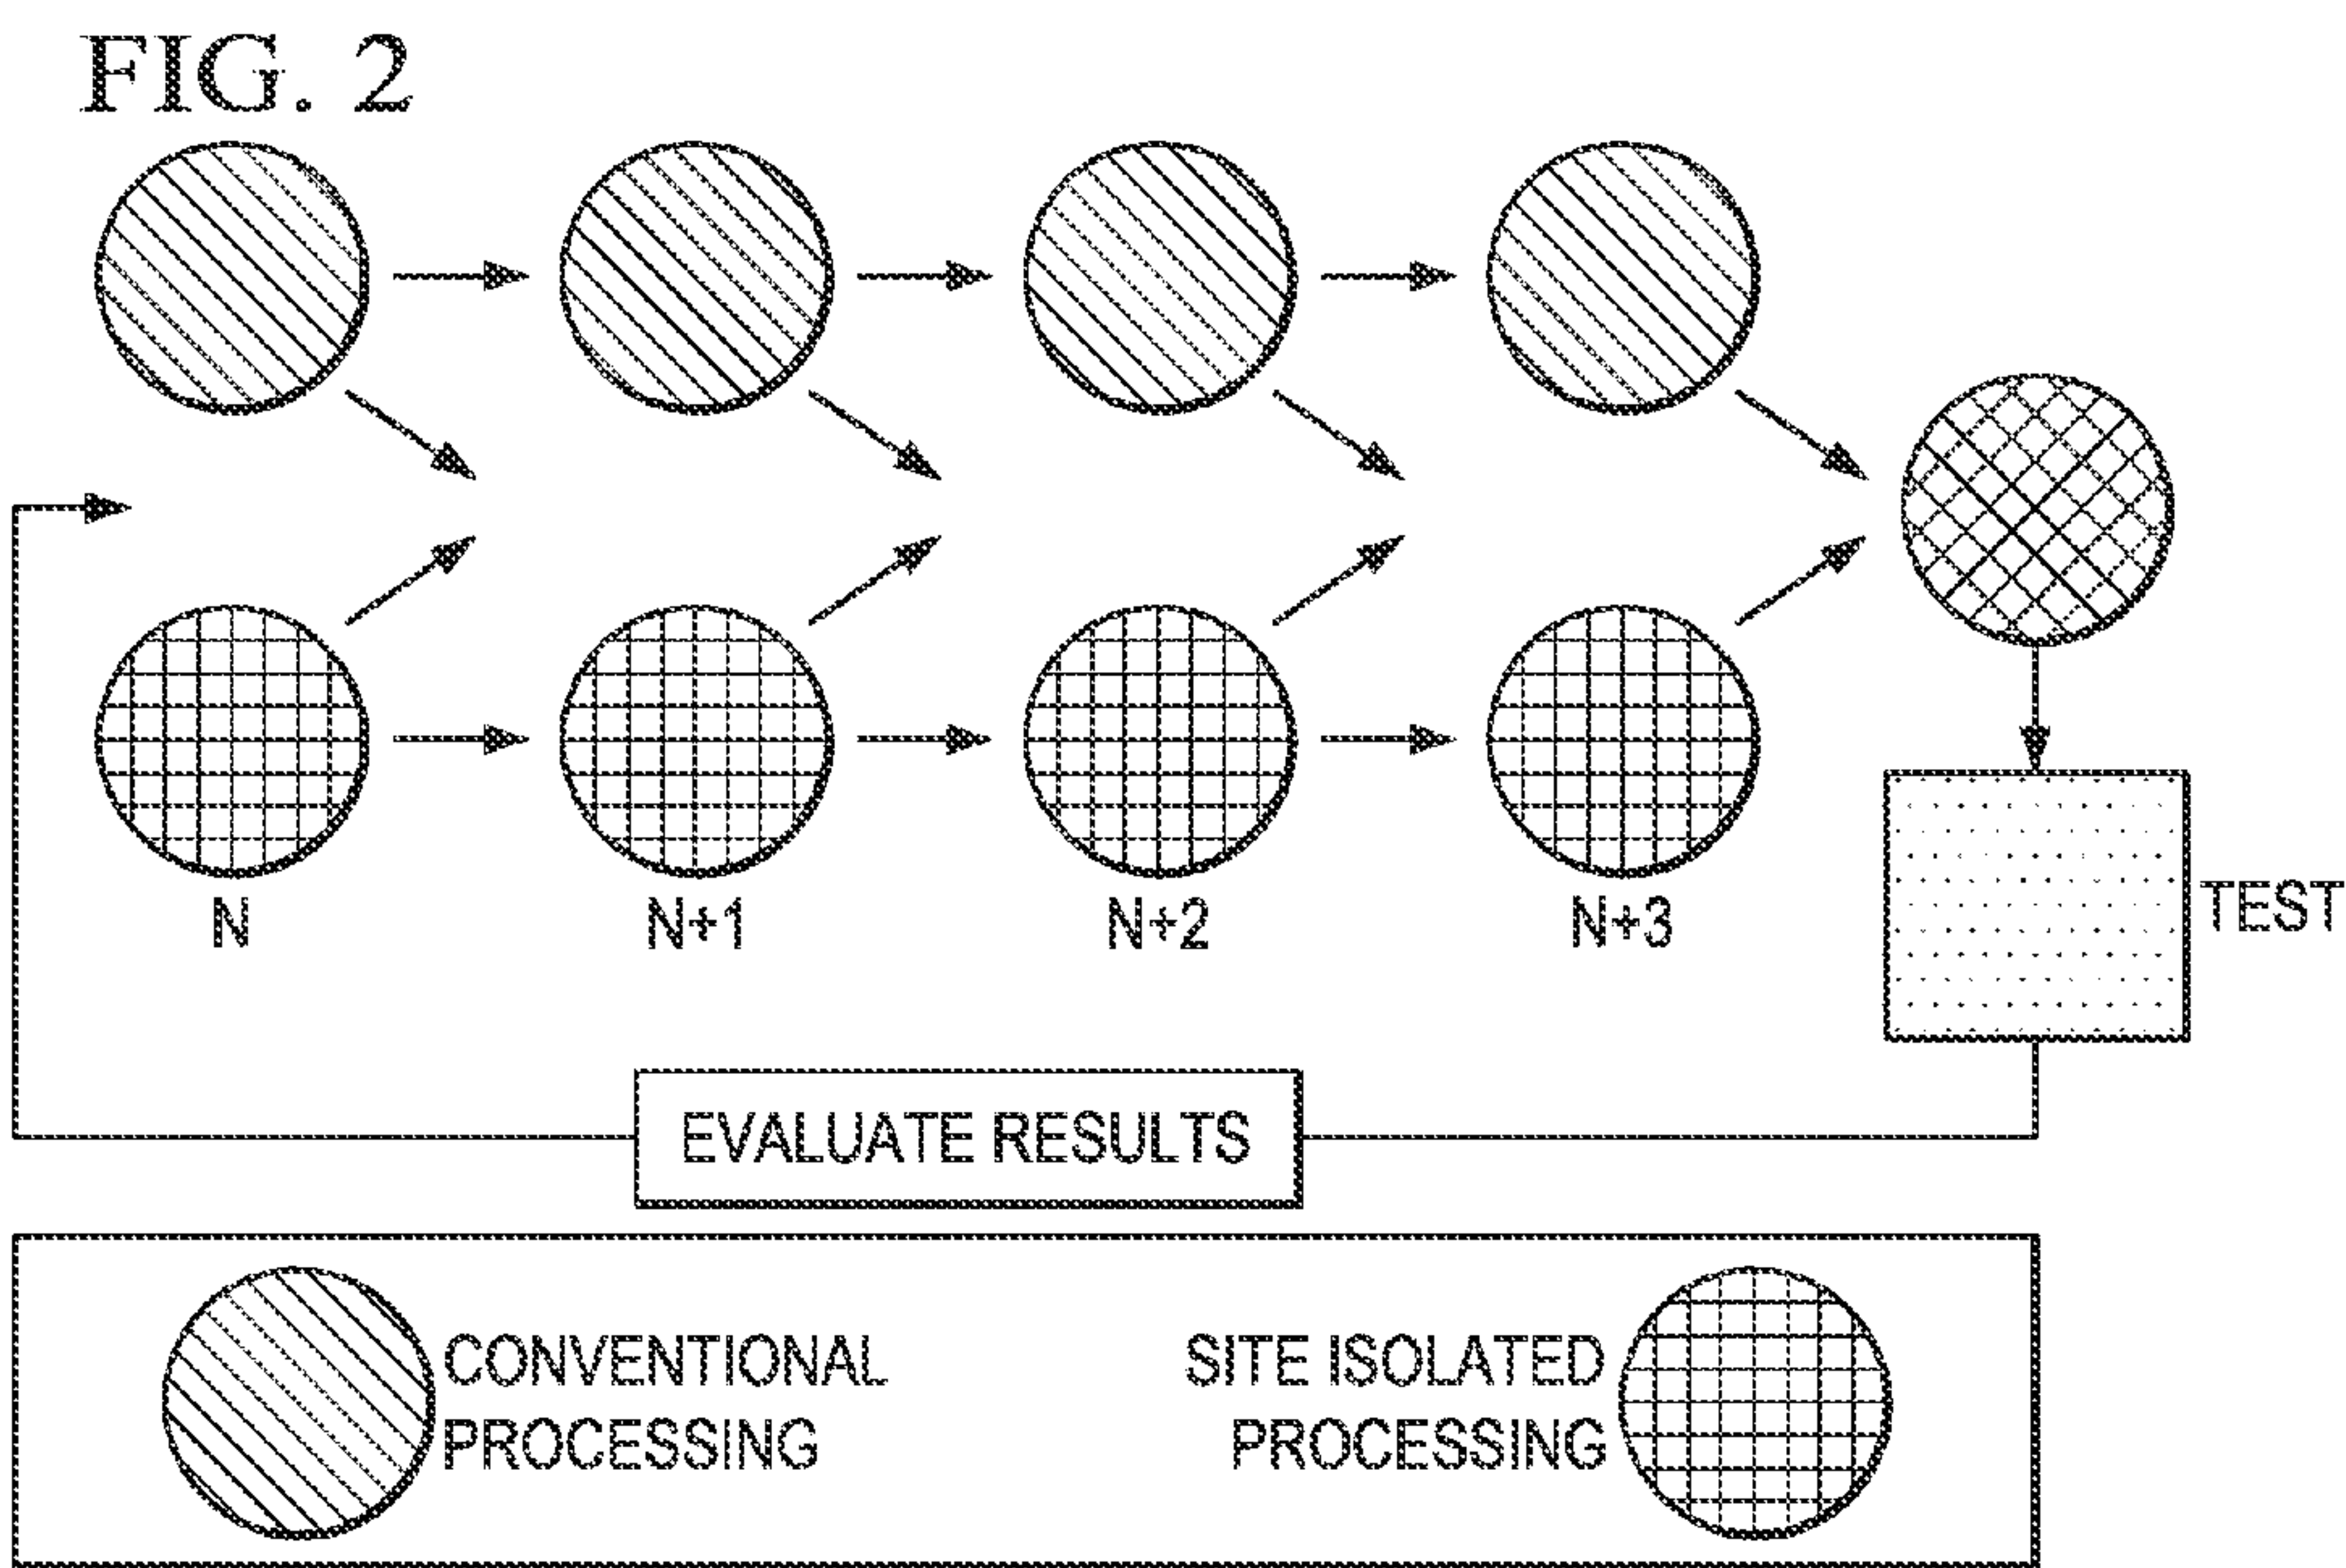 FIG. 2
N
N+1
N+2
N+3
TEST
EVALUATE RESULTS
CONVENTIONAL
PROCESSING
SITE ISOLATED
PROCESSING